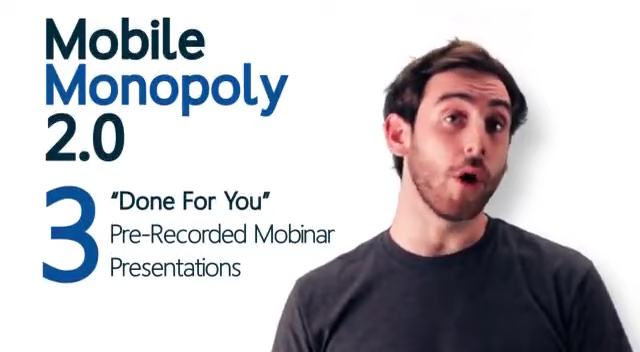 Mobile
Monopoly
2.0
3 “Done For You”
Pre-Recorded Mobinar
Presentations